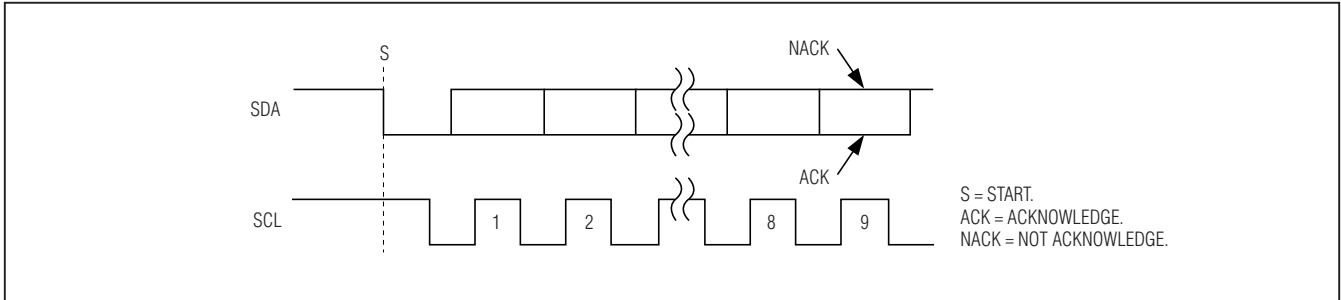 S
NACK
SDA
ACK
SCL
1
2
8
9
S = START.
ACK = ACKNOWLEDGE.
NACK = NOT ACKNOWLEDGE.